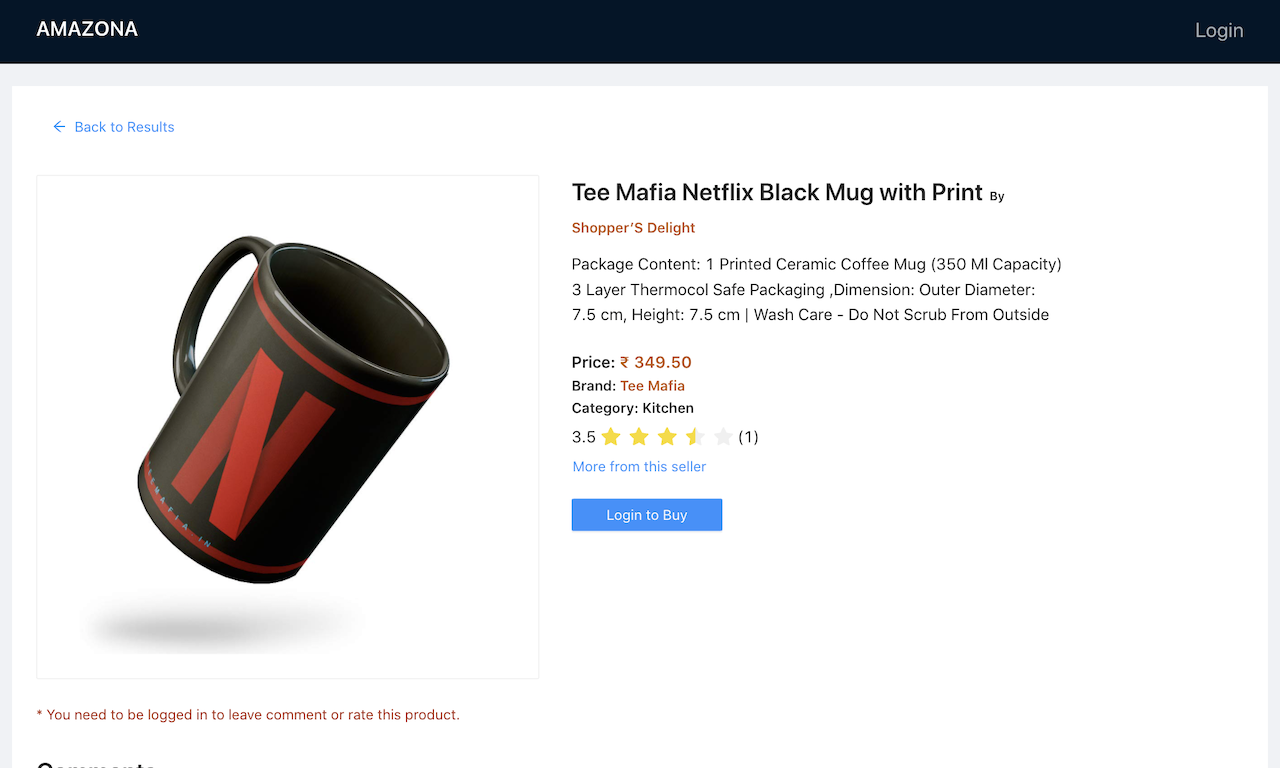 AMAZONA
Login
Back to Results
Tee Mafia Netflix Black Mug with Print By
Shopper’S Delight
Package Content: 1 Printed Ceramic Coffee Mug (350 Ml Capacity)
3 Layer Thermocol Safe Packaging ,Dimension: Outer Diameter:
7.5 cm, Height: 7.5 cm | Wash Care - Do Not Scrub From Outside
Price: ₹ 349.50
Brand: Tee Mafia
Category: Kitchen
3.5 (1)
More from this seller
Login to Buy
N
* You need to be logged in to leave comment or rate this product.
Comments